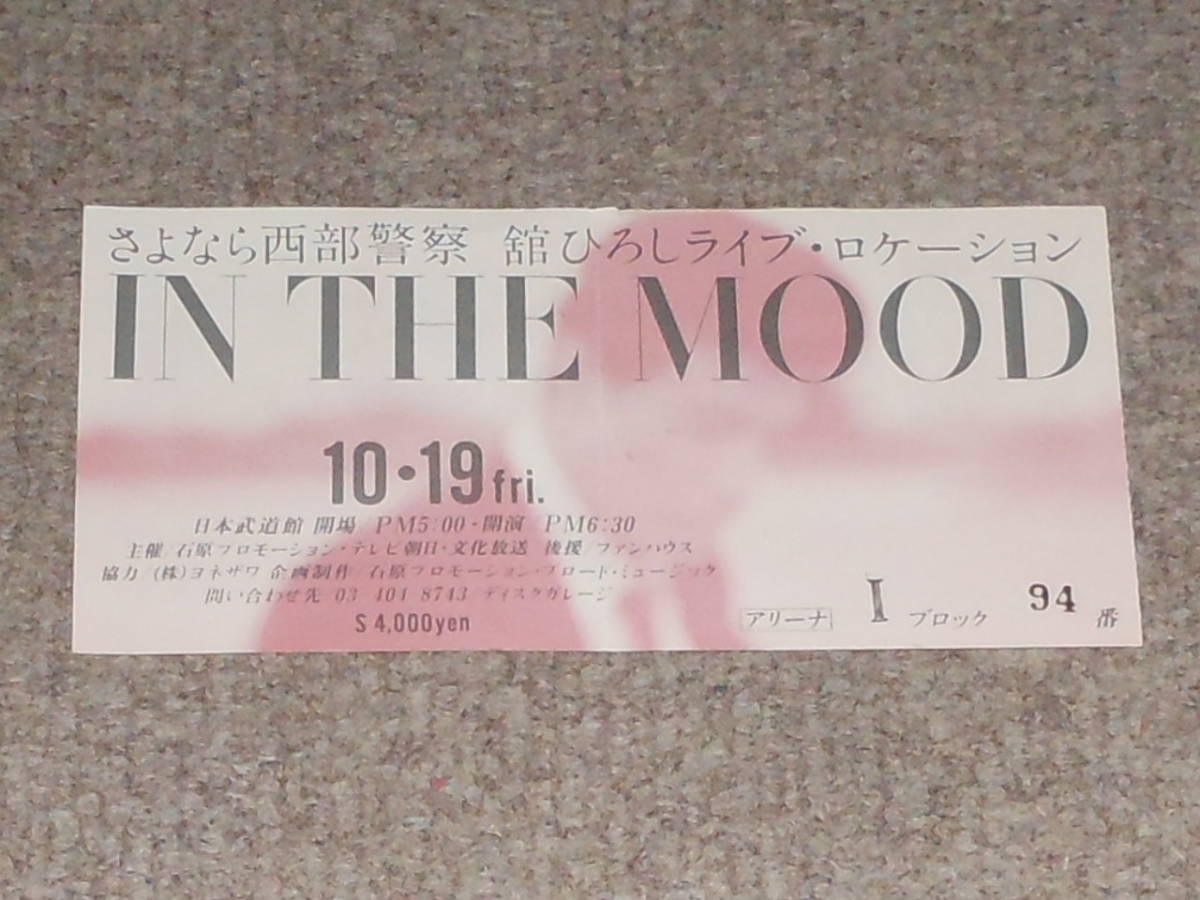 さよなら西部警察 舘ひろしライブ・ロケーション
IN THE MOOD
10・19 fri.
日本武道館 開場/PM5:00・開演/PM6:30
主催/石原プロモーション・テレビ朝日・文化放送 後援/ファンハウス
協力/(株)ヨネザワ 企画制作/石原プロモーション・ブロード・ミュージック
問い合わせ先 03 401 8743 ディスクガレージ
S 4,000yen
アリーナ I ブロック 94 番